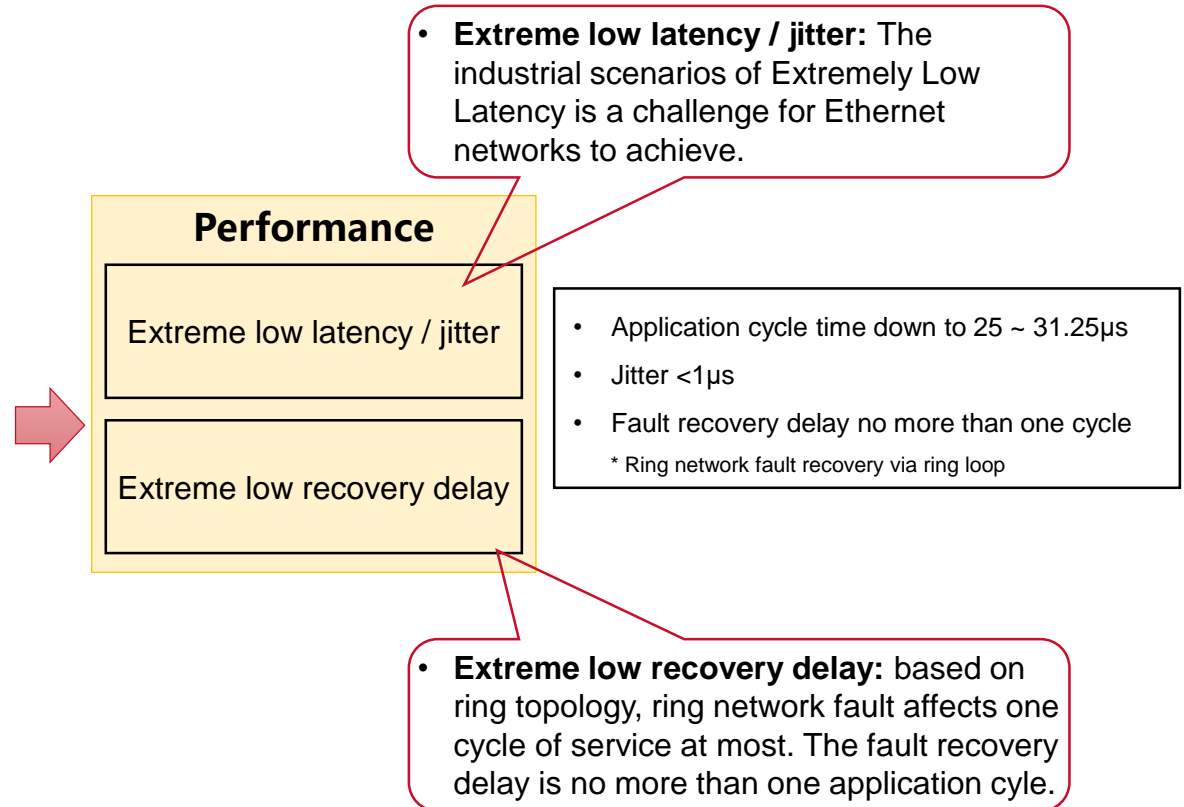 • Extreme low latency / jitter: The
industrial scenarios of Extremely Low
Latency is a challenge for Ethernet
networks to achieve.
Performance
Extreme low latency / jitter
Extreme low recovery delay
• Application cycle time down to 25 ~ 31.25μs
• Jitter <1μs
• Fault recovery delay no more than one cycle
* Ring network fault recovery via ring loop
• Extreme low recovery delay: based on
ring topology, ring network fault affects one
cycle of service at most. The fault recovery
delay is no more than one application cyle.